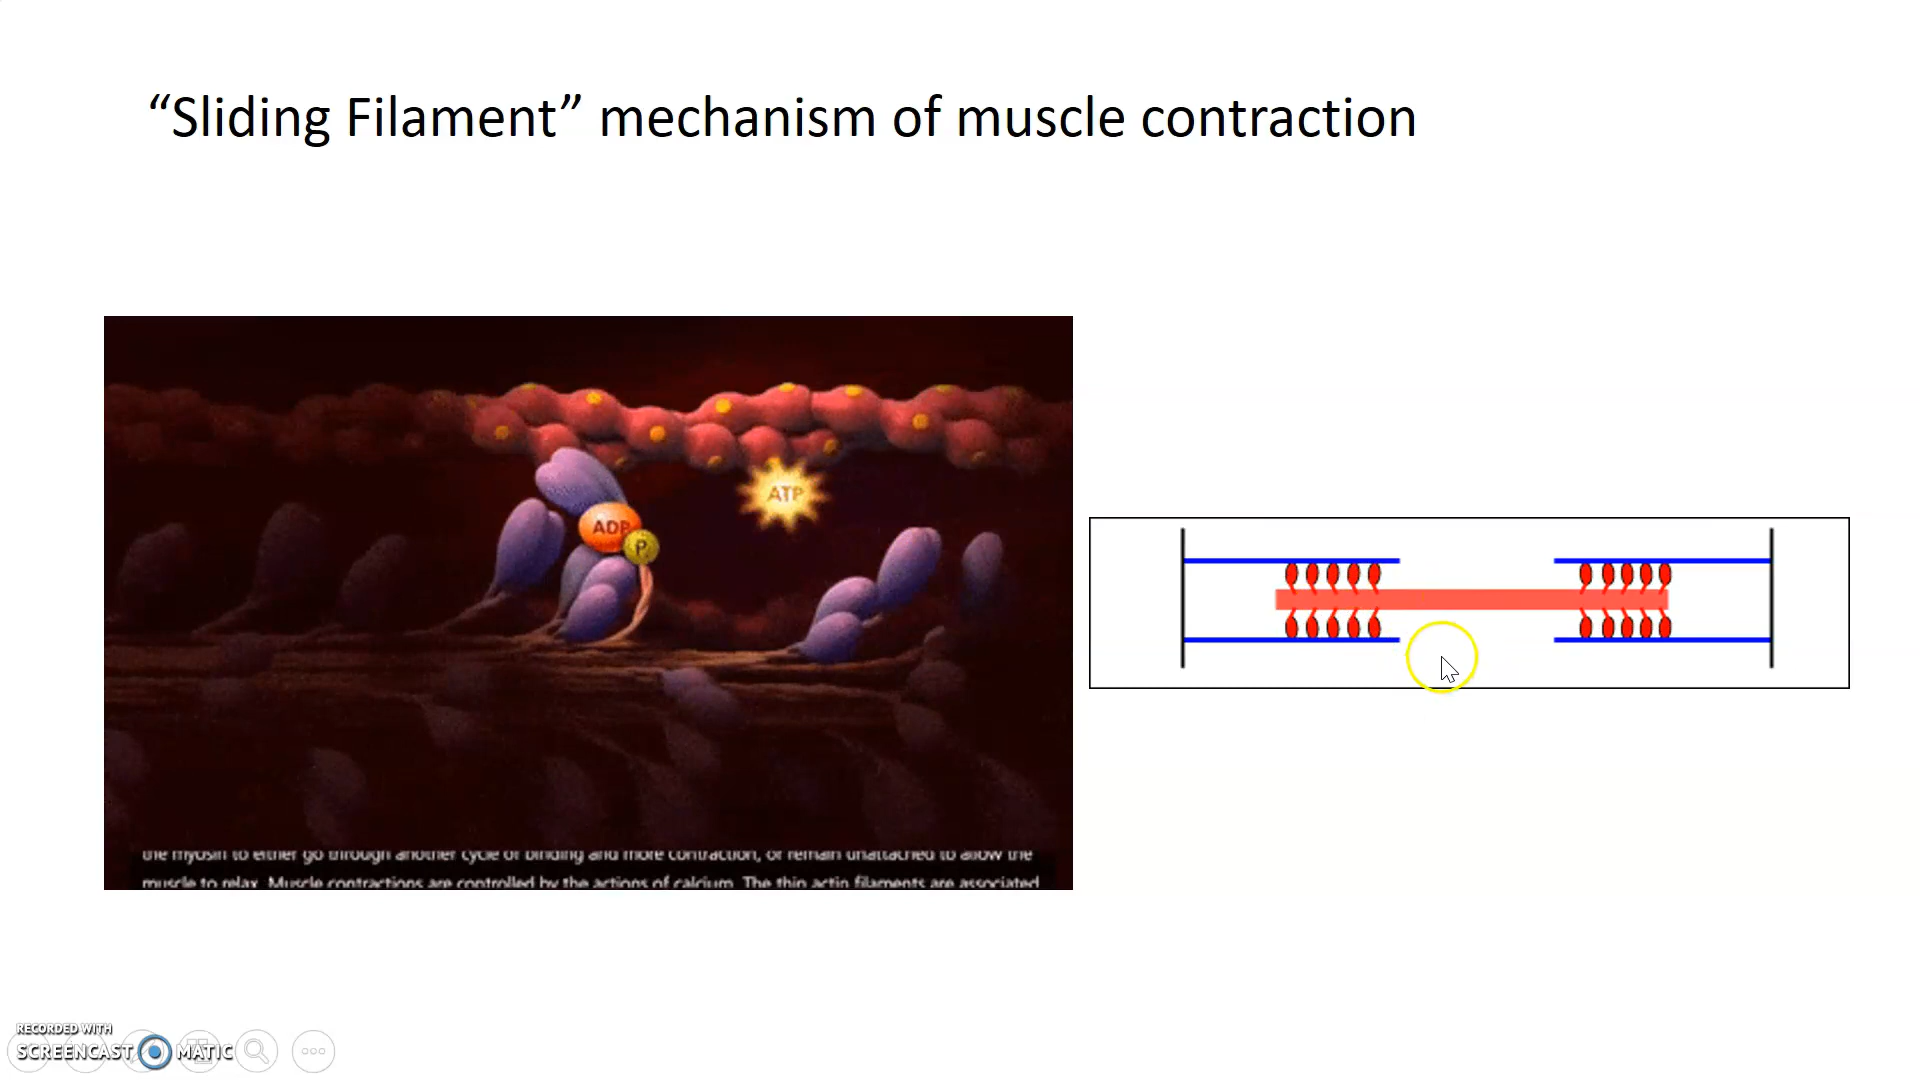 “Sliding Filament” mechanism of muscle contraction
ATP
ADP
P
the myosin to either go through another cycle of binding and more contraction, or remain unattached to allow the
muscle to relax. Muscle contractions are controlled by the actions of calcium. The thin actin filaments are associated
RECORDED WITH
SCREENCAST MATIC